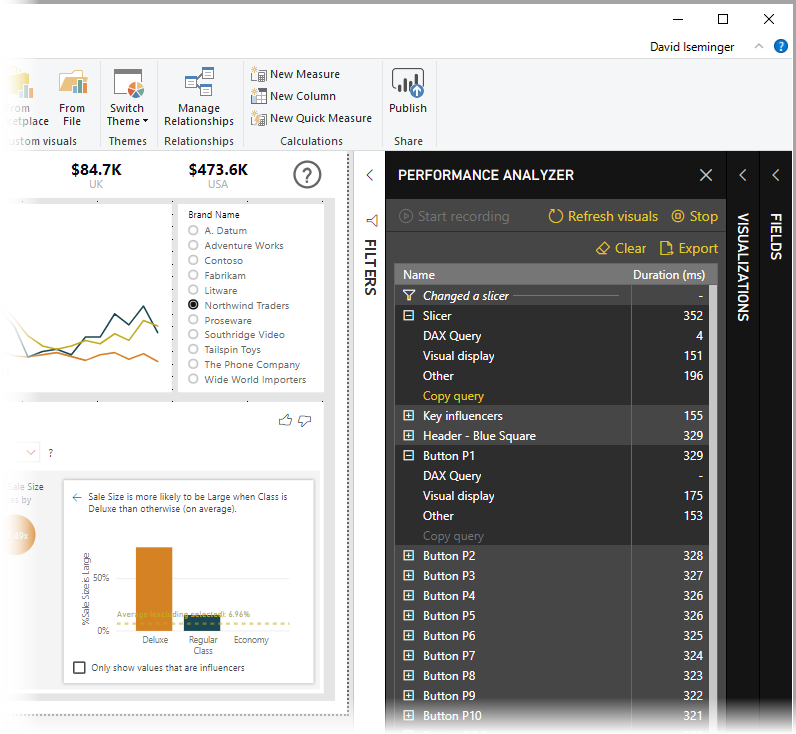 David Iseminger
?
From
File
Switch
Theme
Manage
Relationships
New Measure
New Column
New Quick Measure
Publish
Themes
Relationships
Calculations
Share
$84.7K
UK
$473.6K
USA
?
Brand Name
A. Datum
Adventure Works
Contoso
Fabrikam
Litware
Northwind Traders
Proseware
Southridge Video
Tailspin Toys
The Phone Company
Wide World Importers
?
Sale Size
by
Sale Size is more likely to be Large when Class is
Deluxe than otherwise (on average).
%Sale Size is Large
50%
0%
Average (excluding selected): 6.96%
Deluxe
Regular
Economy
Class
Only show values that are influencers
FILTERS
PERFORMANCE ANALYZER
Start recording
Refresh visuals
Stop
Clear
Export
Name Duration (ms)
Changed a slicer -
Slicer 352
DAX Query 4
Visual display 151
Other 196
Copy query
Key influencers 155
Header - Blue Square 329
Button P1 329
DAX Query -
Visual display 175
Other 153
Copy query
Button P2 328
Button P3 327
Button P4 326
Button P5 326
Button P6 325
Button P7 324
Button P8 323
Button P9 322
Button P10 321
VISUALIZATIONS
FIELDS